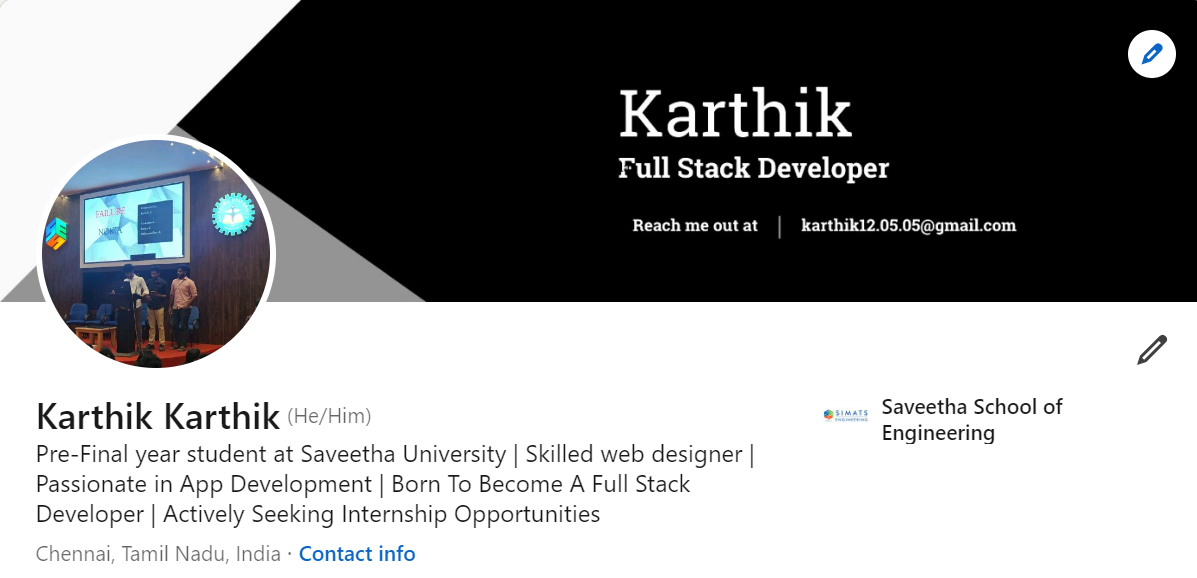 Karthik
Full Stack Developer
Reach me out at | karthik12.05.05@gmail.com
FAILURE
NOKIA
Karthik Karthik (He/Him)
Pre-Final year student at Saveetha University | Skilled web designer |
Passionate in App Development | Born To Become A Full Stack
Developer | Actively Seeking Internship Opportunities
Chennai, Tamil Nadu, India · Contact info
SIMATS
ENGINEERING
Saveetha School of
Engineering